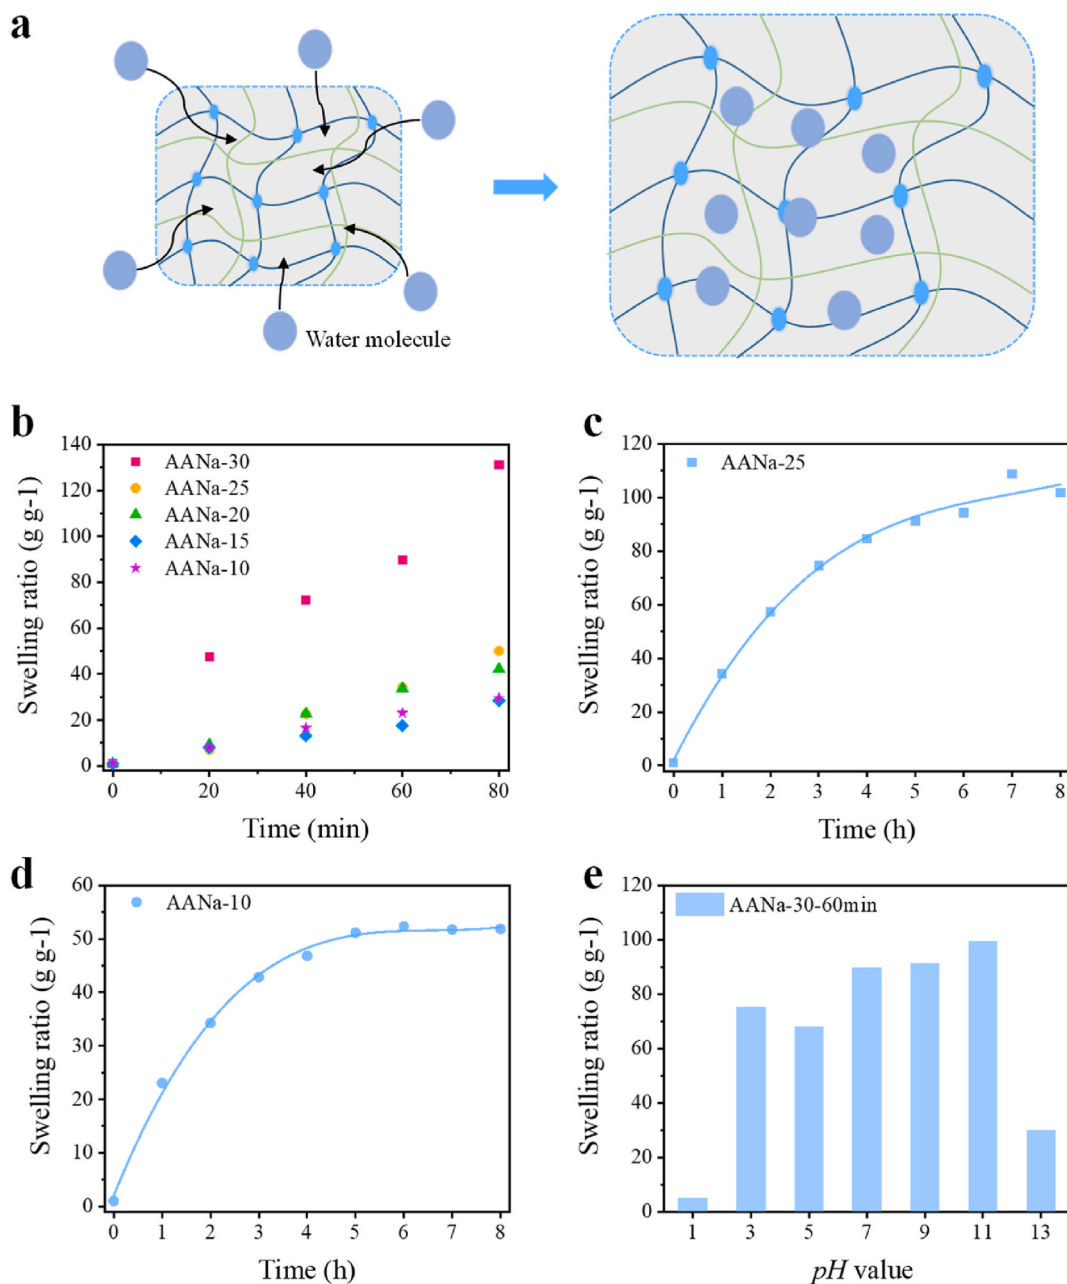 a
Water molecule
b
140
120
100
80
60
40
20
0
Swelling ratio (g g-1)
AANa-30
AANa-25
AANa-20
AANa-15
AANa-10
0 20 40 60 80
Time (min)
c
120
100
80
60
40
20
0
Swelling ratio (g g-1)
AANa-25
0 1 2 3 4 5 6 7 8
Time (h)
d
60
50
40
30
20
10
0
Swelling ratio (g g-1)
AANa-10
0 1 2 3 4 5 6 7 8
Time (h)
e
120
100
80
60
40
20
0
Swelling ratio (g g-1)
AANa-30-60min
1 3 5 7 9 11 13
pH value